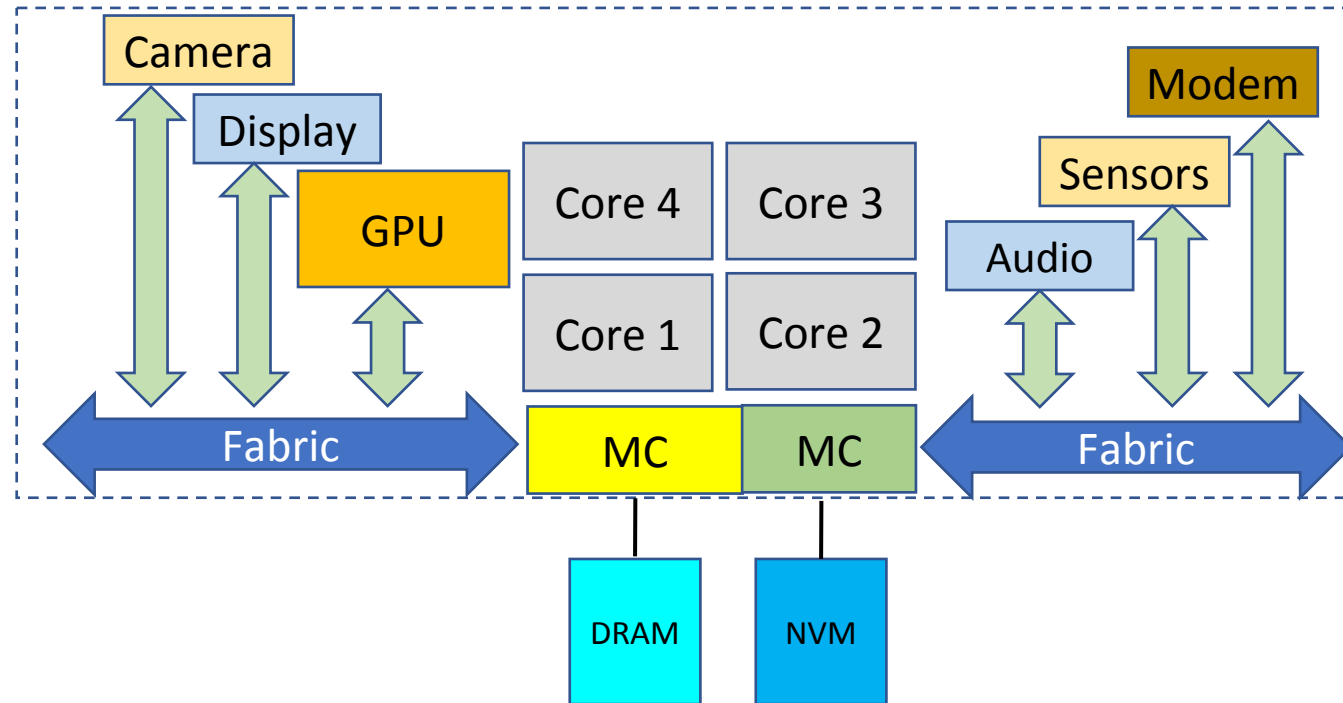 Camera
Modem
Display
Sensors
Core 4
Core 3
GPU
Audio
Core 1
Core 2
Fabric
MC
MC
Fabric
DRAM
NVM